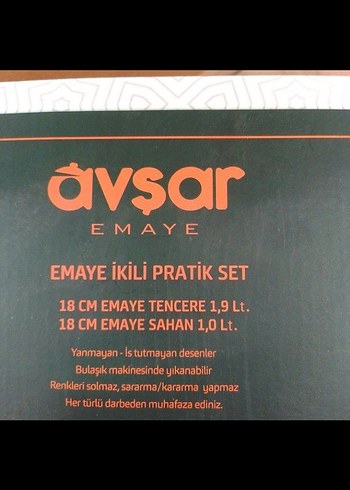 avşar
EMAYE
EMAYE İKİLİ PRATİK SET
18 CM EMAYE TENCERE 1,9 Lt.
18 CM EMAYE SAHAN 1,0 Lt.
Yanmayan - İs tutmayan desenler
Bulaşık makinesinde yıkanabilir
Renkleri solmaz, sararma/kararma yapmaz
Her türlü darbeden muhafaza ediniz.